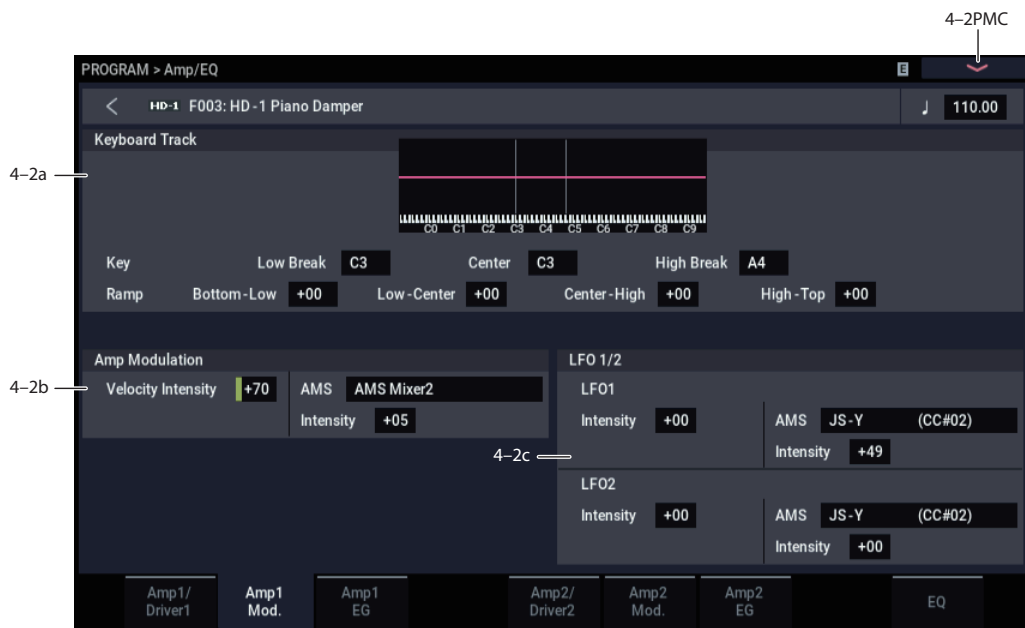 4–2PMC
PROGRAM > Amp/EQ E
HD-1 F003: HD-1 Piano Damper ♩ 110.00
Keyboard Track
4–2a
C0 C1 C2 C3 C4 C5 C6 C7 C8 C9
Key Low Break C3 Center C3 High Break A4
Ramp Bottom-Low +00 Low-Center +00 Center-High +00 High-Top +00
Amp Modulation
4–2b
Velocity Intensity +70 AMS AMS Mixer2
Intensity +05
LFO 1/2
LFO1
Intensity +00 AMS JS-Y (CC#02)
Intensity +49
4–2c
LFO2
Intensity +00 AMS JS-Y (CC#02)
Intensity +00
Amp1/
Driver1
Amp1
Mod.
Amp1
EG
Amp2/
Driver2
Amp2
Mod.
Amp2
EG
EQ